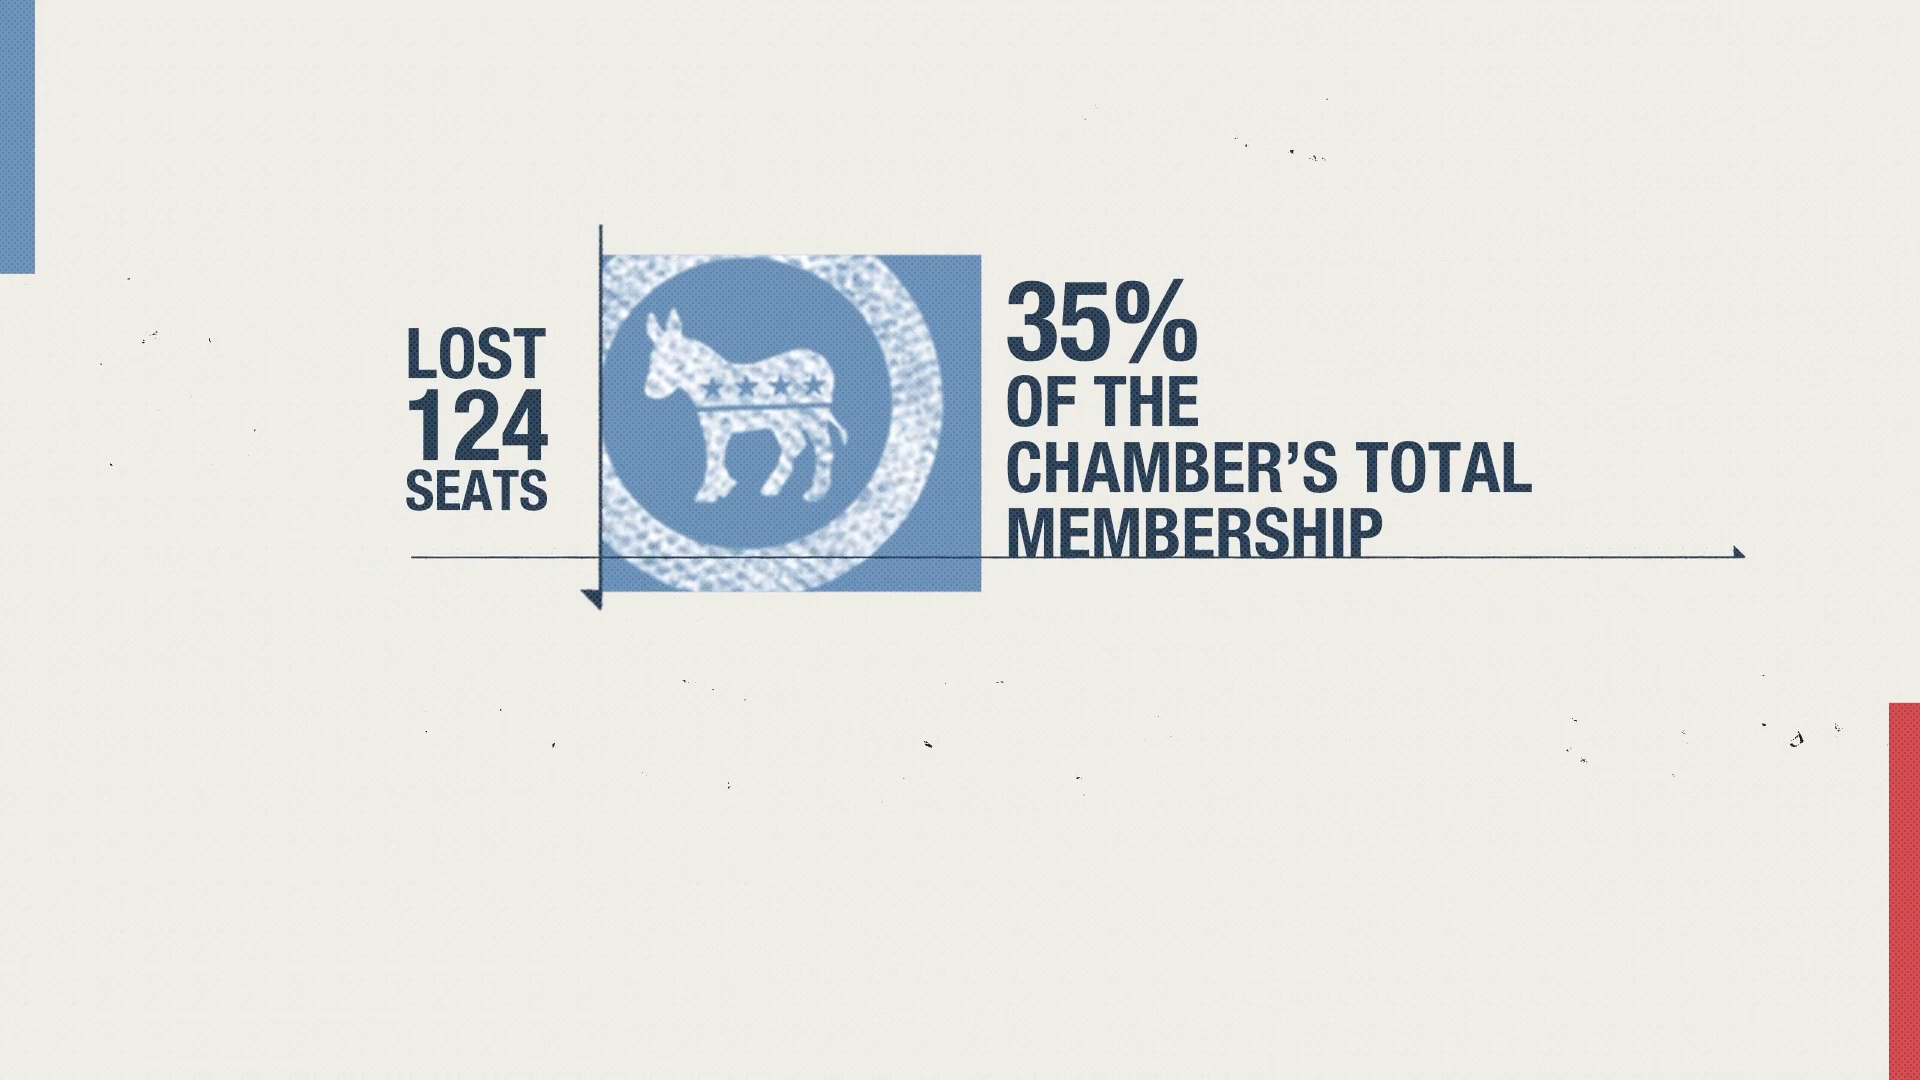 LOST
124
SEATS
35%
OF THE
CHAMBER’S TOTAL
MEMBERSHIP